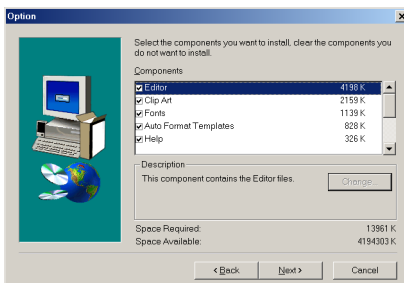 Option
Select the components you want to install, clear the components you
do not want to install.
Components
Editor 4198 K
Clip Art 2159 K
Fonts 1139 K
Auto Format Templates 828 K
Help 326 K
Description
This component contains the Editor files.
Change...
Space Required: 13961 K
Space Available: 4194303 K
< Back Next > Cancel